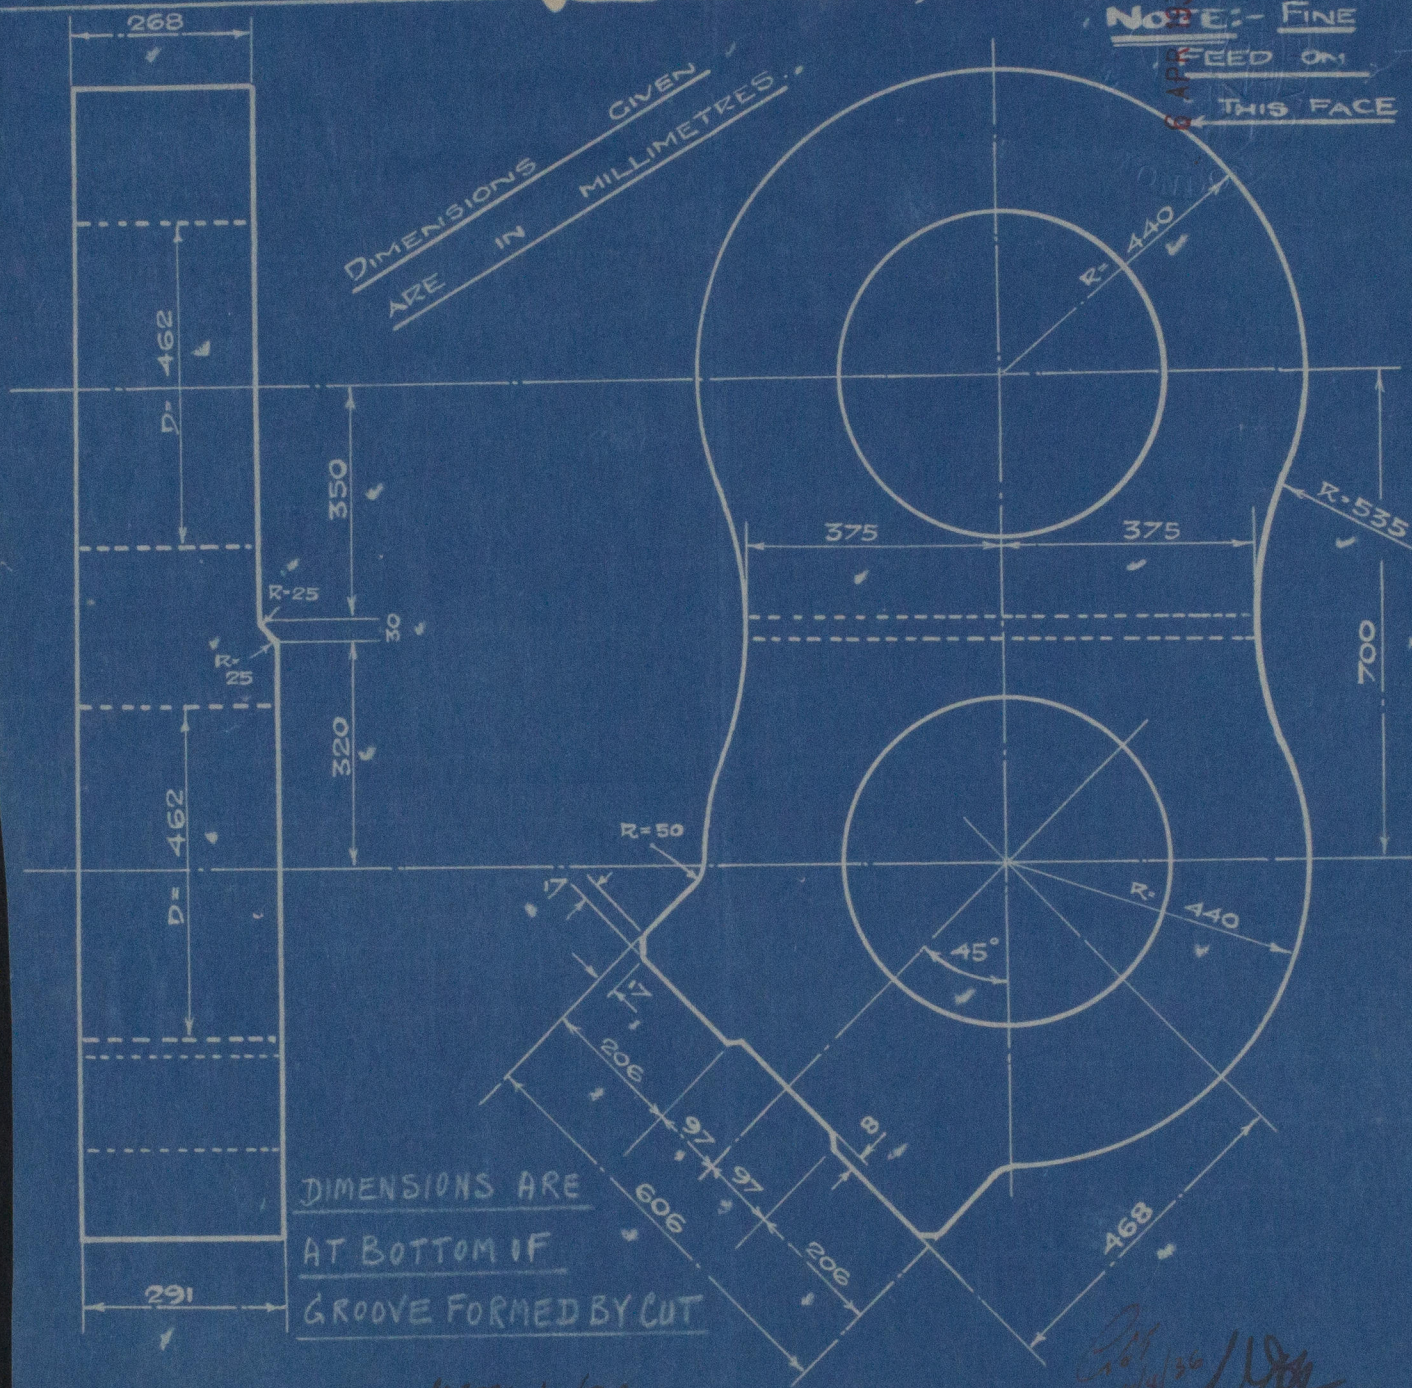 268
NOTE:- FINE
FEED ON
THIS FACE
6 APR
DIMENSIONS GIVEN
ARE IN MILLIMETRES.
R= 440
D= 462
350
R=535
375
375
R=25
30
R=
25
700
320
D= 462
R=50
17
17
R= 440
45°
206
97
97
206
606
81
468
DIMENSIONS ARE
AT BOTTOM OF
GROOVE FORMED BY CUT
291